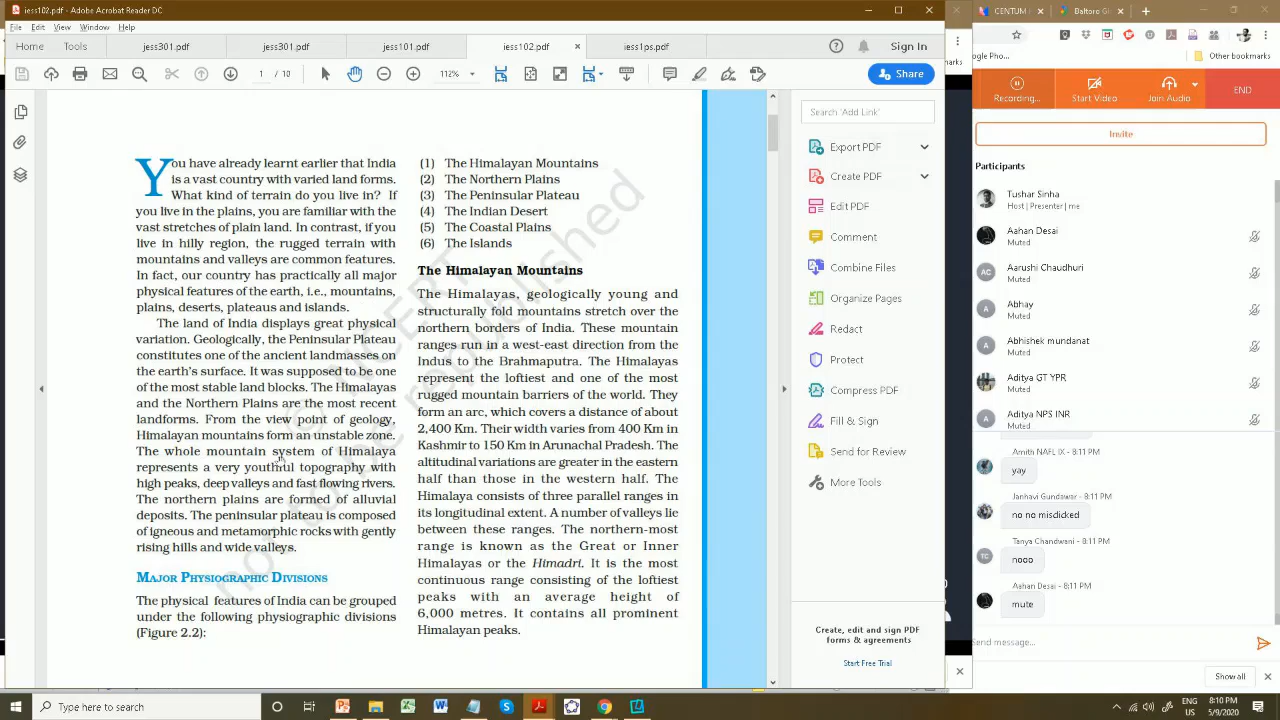 iess102.pdf - Adobe Acrobat Reader DC
File Edit View Window Help
Home Tools jess301.pdf jess301.pdf jess101.pdf iess102.pdf × iess1ps.pdf Sign In
1 10 112% Share
You have already learnt earlier that India
is a vast country with varied land forms.
What kind of terrain do you live in? If
you live in the plains, you are familiar with the
vast stretches of plain land. In contrast, if you
live in hilly region, the rugged terrain with
mountains and valleys are common features.
In fact, our country has practically all major
physical features of the earth, i.e., mountains,
plains, deserts, plateaus and islands.
The land of India displays great physical
variation. Geologically, the Peninsular Plateau
constitutes one of the ancient landmasses on
the earth's surface. It was supposed to be one
of the most stable land blocks. The Himalayas
and the Northern Plains are the most recent
landforms. From the view point of geology,
Himalayan mountains form an unstable zone.
The whole mountain system of Himalaya
represents a very youthful topography with
high peaks, deep valleys and fast flowing rivers.
The northern plains are formed of alluvial
deposits. The peninsular plateau is composed
of igneous and metamorphic rocks with gently
rising hills and wide valleys.
MAJOR PHYSIOGRAPHIC DIVISIONS
The physical features of India can be grouped
under the following physiographic divisions
(Figure 2.2):
(1) The Himalayan Mountains
(2) The Northern Plains
(3) The Peninsular Plateau
(4) The Indian Desert
(5) The Coastal Plains
(6) The Islands
The Himalayan Mountains
The Himalayas, geologically young and
structurally fold mountains stretch over the
northern borders of India. These mountain
ranges run in a west-east direction from the
Indus to the Brahmaputra. The Himalayas
represent the loftiest and one of the most
rugged mountain barriers of the world. They
form an arc, which covers a distance of about
2,400 Km. Their width varies from 400 Km in
Kashmir to 150 Km in Arunachal Pradesh. The
altitudinal variations are greater in the eastern
half than those in the western half. The
Himalaya consists of three parallel ranges in
its longitudinal extent. A number of valleys lie
between these ranges. The northern-most
range is known as the Great or Inner
Himalayas or the Himadri. It is the most
continuous range consisting of the loftiest
peaks with an average height of
6,000 metres. It contains all prominent
Himalayan peaks.
not to be republished
Search 'Add Link'
Export PDF
Create PDF
Edit PDF
Comment
Combine Files
Organize Pages
Redact
Protect
Compress PDF
Fill & Sign
Send for Review
More Tools
Create, edit and sign PDF
forms & agreements
Start Free Trial
CENTUM Baltoro Gl
ogle Pho... Other bookmarks
Recording... Start Video Join Audio END
Invite
Participants
Tushar Sinha
Host | Presenter | me
Aahan Desai
Muted
AC Aarushi Chaudhuri
Muted
A Abhay
Muted
A Abhishek mundanat
Muted
Aditya GT YPR
Muted
A Aditya NPS INR
Muted
Amith NAFL IX - 8:11 PM
yay
Janhavi Gundawar - 8:11 PM
no no misclicked
Tanya Chandwani - 8:11 PM
TC nooo
Aahan Desai - 8:11 PM
mute
Send message...
Show all
Type here to search
ENG
US
8:10 PM
5/9/2020